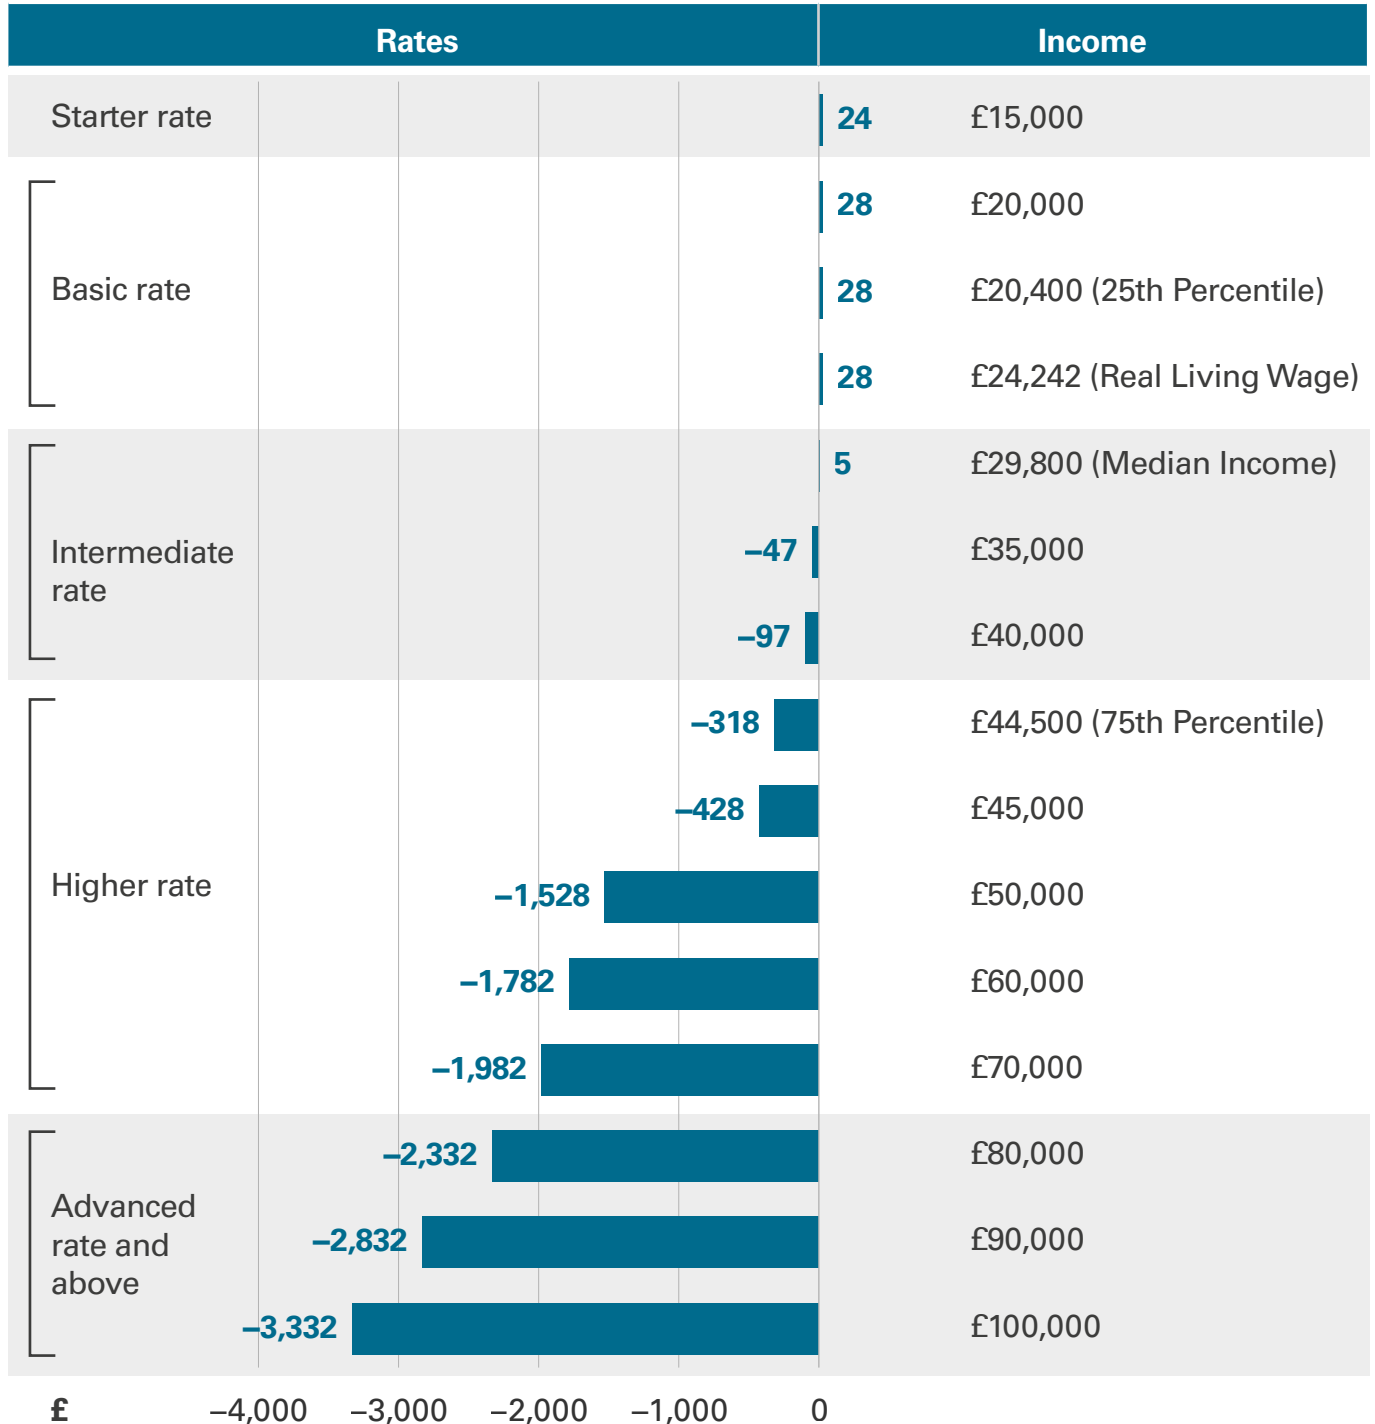 Rates Income
Starter rate 24 £15,000
28 £20,000
Basic rate 28 £20,400 (25th Percentile)
28 £24,242 (Real Living Wage)
5 £29,800 (Median Income)
Intermediate
rate
–47 £35,000
–97 £40,000
–318 £44,500 (75th Percentile)
–428 £45,000
Higher rate –1,528 £50,000
–1,782 £60,000
–1,982 £70,000
–2,332 £80,000
Advanced
rate and
above
–2,832 £90,000
–3,332 £100,000
£ –4,000 –3,000 –2,000 –1,000 0